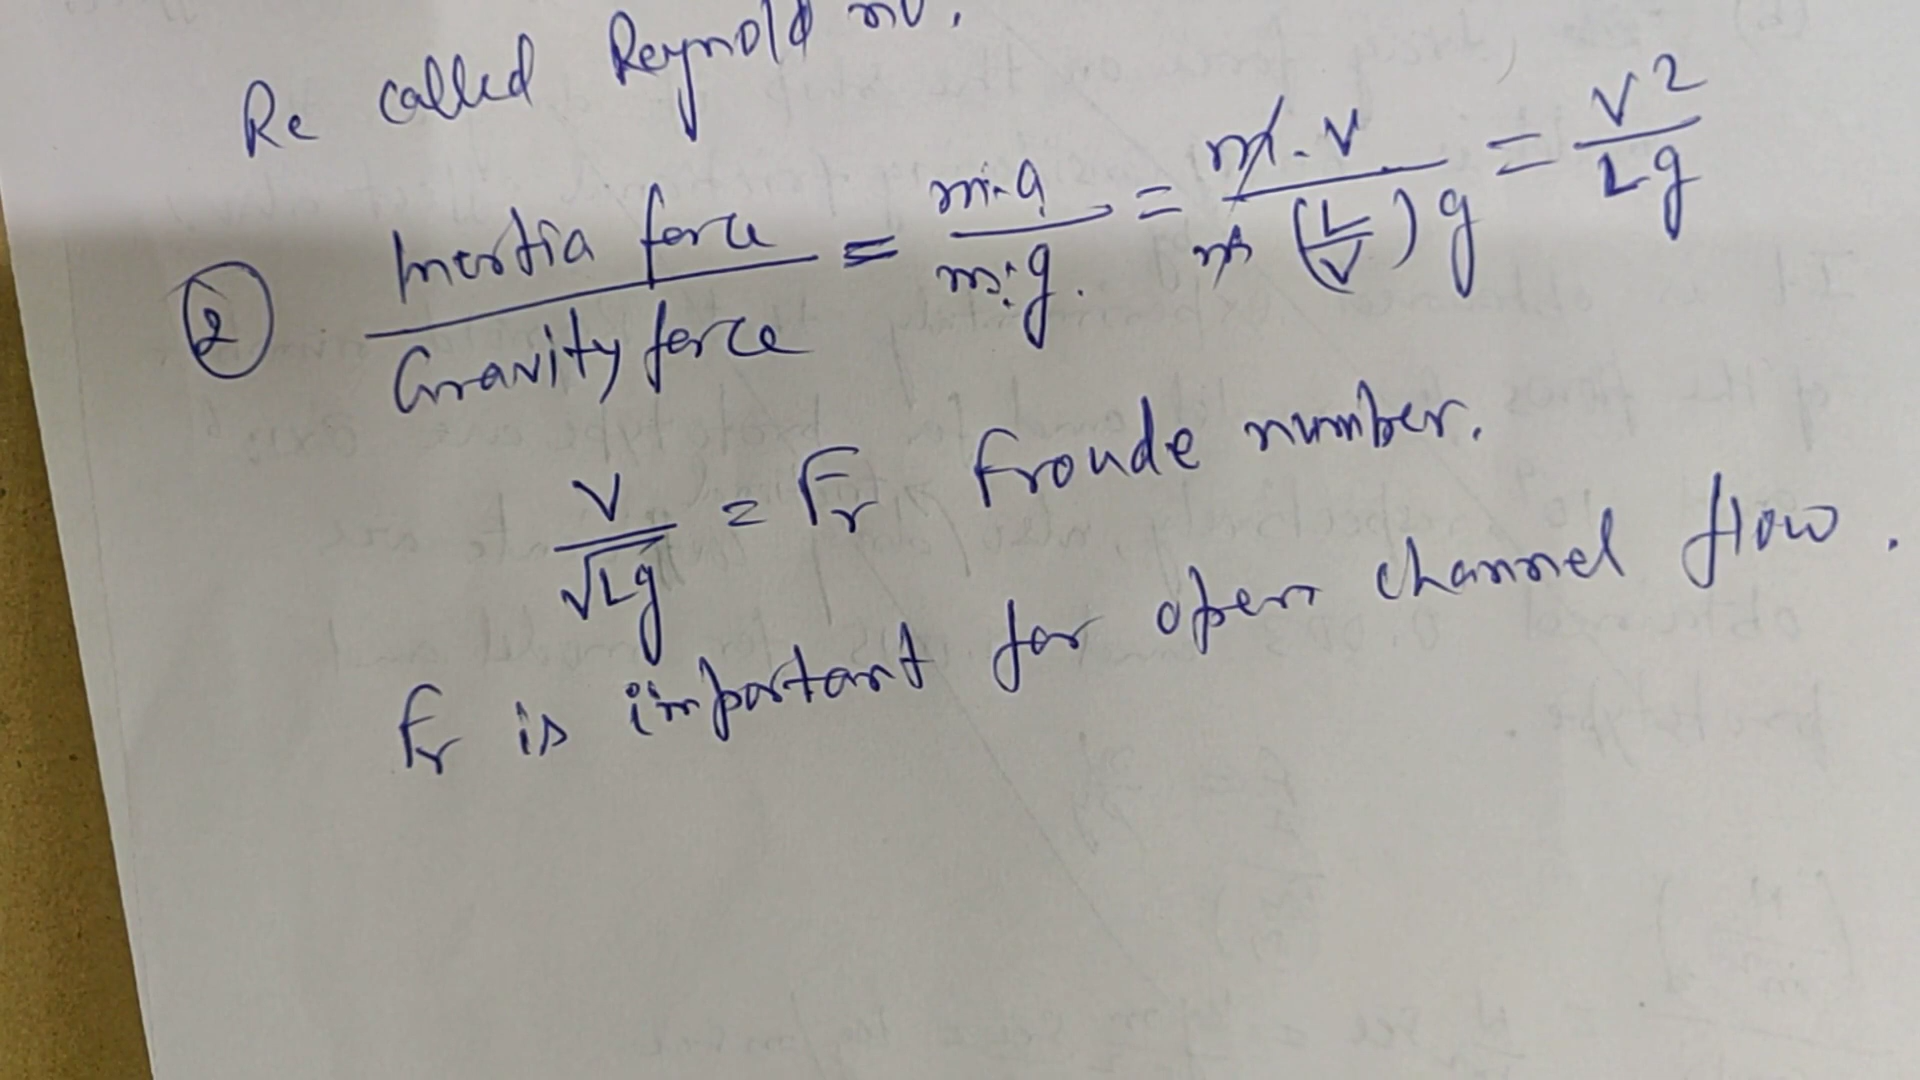 Re called Reynold no.
② Inertia force / Gravity force = m·a / m·g. = m·V / m (L/V) g = V² / Lg
V / √Lg = Fr Froude number.
Fr is important for open channel flow.